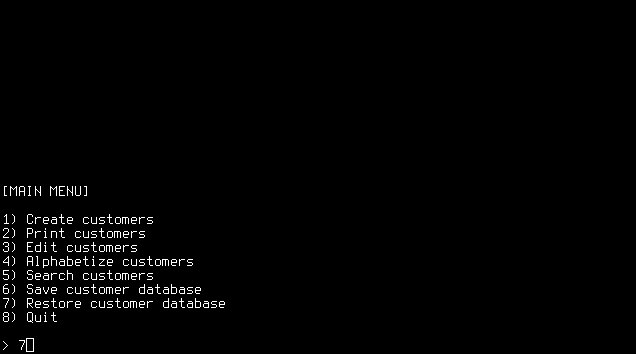 [MAIN MENU]
1) Create customers
2) Print customers
3) Edit customers
4) Alphabetize customers
5) Search customers
6) Save customer database
7) Restore customer database
8) Quit
> 7